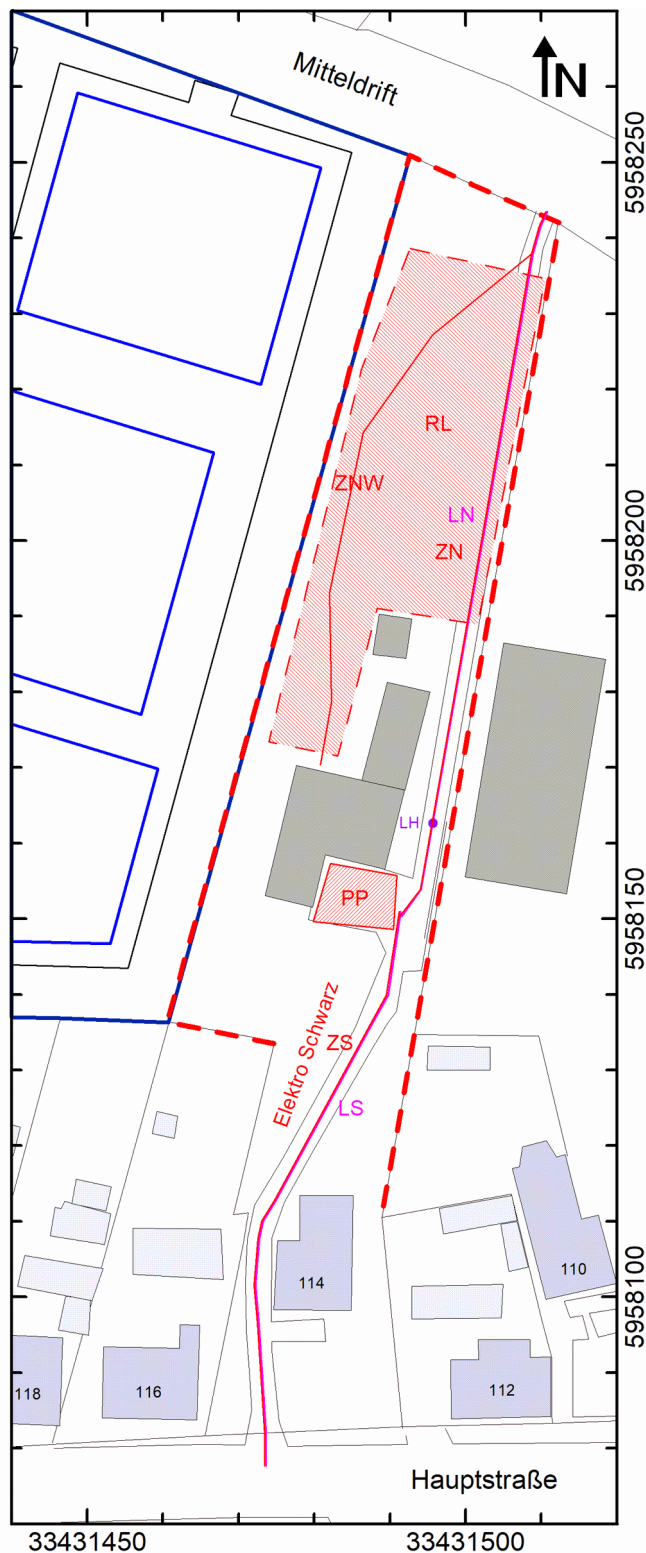 Mitteldrift
N
5958250
RL
ZNW
LN
5958200
ZN
LH
PP
5958150
Elektro Schwarz
ZS
LS
5958100
110
114
118
116
112
Hauptstraße
33431450
33431500